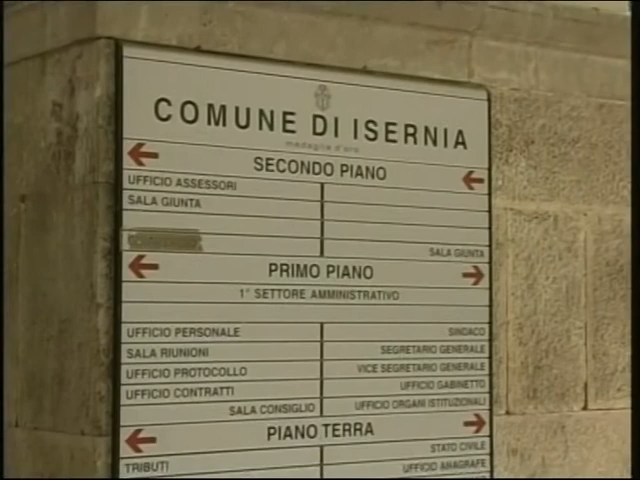 COMUNE DI ISERNIA
medaglia d'oro
SECONDO PIANO
UFFICIO ASSESSORI
SALA GIUNTA
SALA GIUNTA
PRIMO PIANO
1° SETTORE AMMINISTRATIVO
UFFICIO PERSONALE
SINDACO
SALA RIUNIONI
SEGRETARIO GENERALE
UFFICIO PROTOCOLLO
VICE SEGRETARIO GENERALE
UFFICIO CONTRATTI
UFFICIO GABINETTO
SALA CONSIGLIO
UFFICIO ORGANI ISTITUZIONALI
PIANO TERRA
STATO CIVILE
TRIBUTI
UFFICIO ANAGRAFE